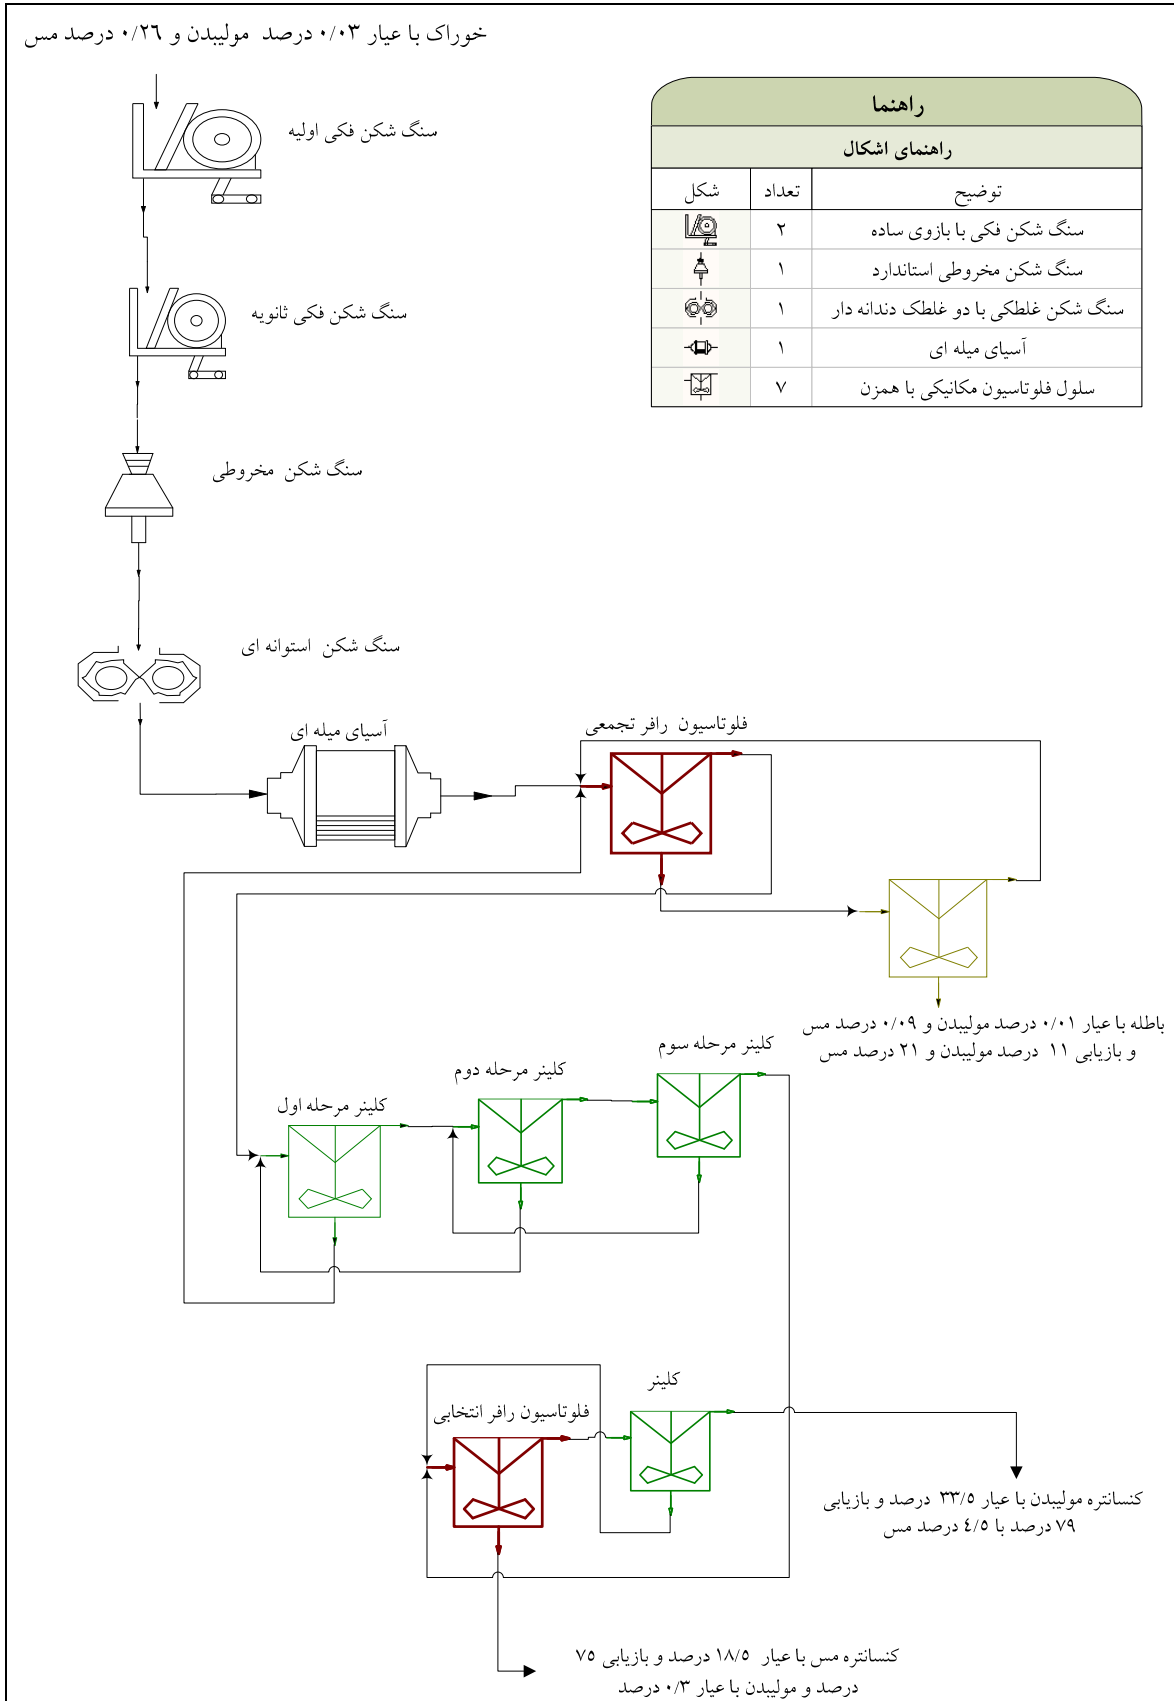 خوراک با عیار ۰/۰۳ درصد مولیبدن و ۰/۲۶ درصد مس
سنگ شکن فکی اولیه
راهنما
راهنمای اشکال
توضیح تعداد شکل
سنگ شکن فکی با بازوی ساده ۲
سنگ شکن مخروطی استاندارد ۱
سنگ شکن غلطکی با دو غلطک دندانه دار ۱
آسیای میله ای ۱
سلول فلوتاسیون مکانیکی با همزن ۷
سنگ شکن فکی ثانویه
سنگ شکن مخروطی
سنگ شکن استوانه ای
آسیای میله ای
فلوتاسیون رافر تجمعی
باطله با عیار ۰/۰۱ درصد مولیبدن و ۰/۰۹ درصد مس
و بازیابی ۱۱ درصد مولیبدن و ۲۱ درصد مس
کلینر مرحله سوم
کلینر مرحله دوم
کلینر مرحله اول
کلینر
فلوتاسیون رافر انتخابی
کنسانتره مولیبدن با عیار ۳۳/۵ درصد و بازیابی
۷۹ درصد با ٤/٥ درصد مس
کنسانتره مس با عیار ۱۸/۵ درصد و بازیابی ۷۵
درصد و مولیبدن با عیار ۰/۳ درصد